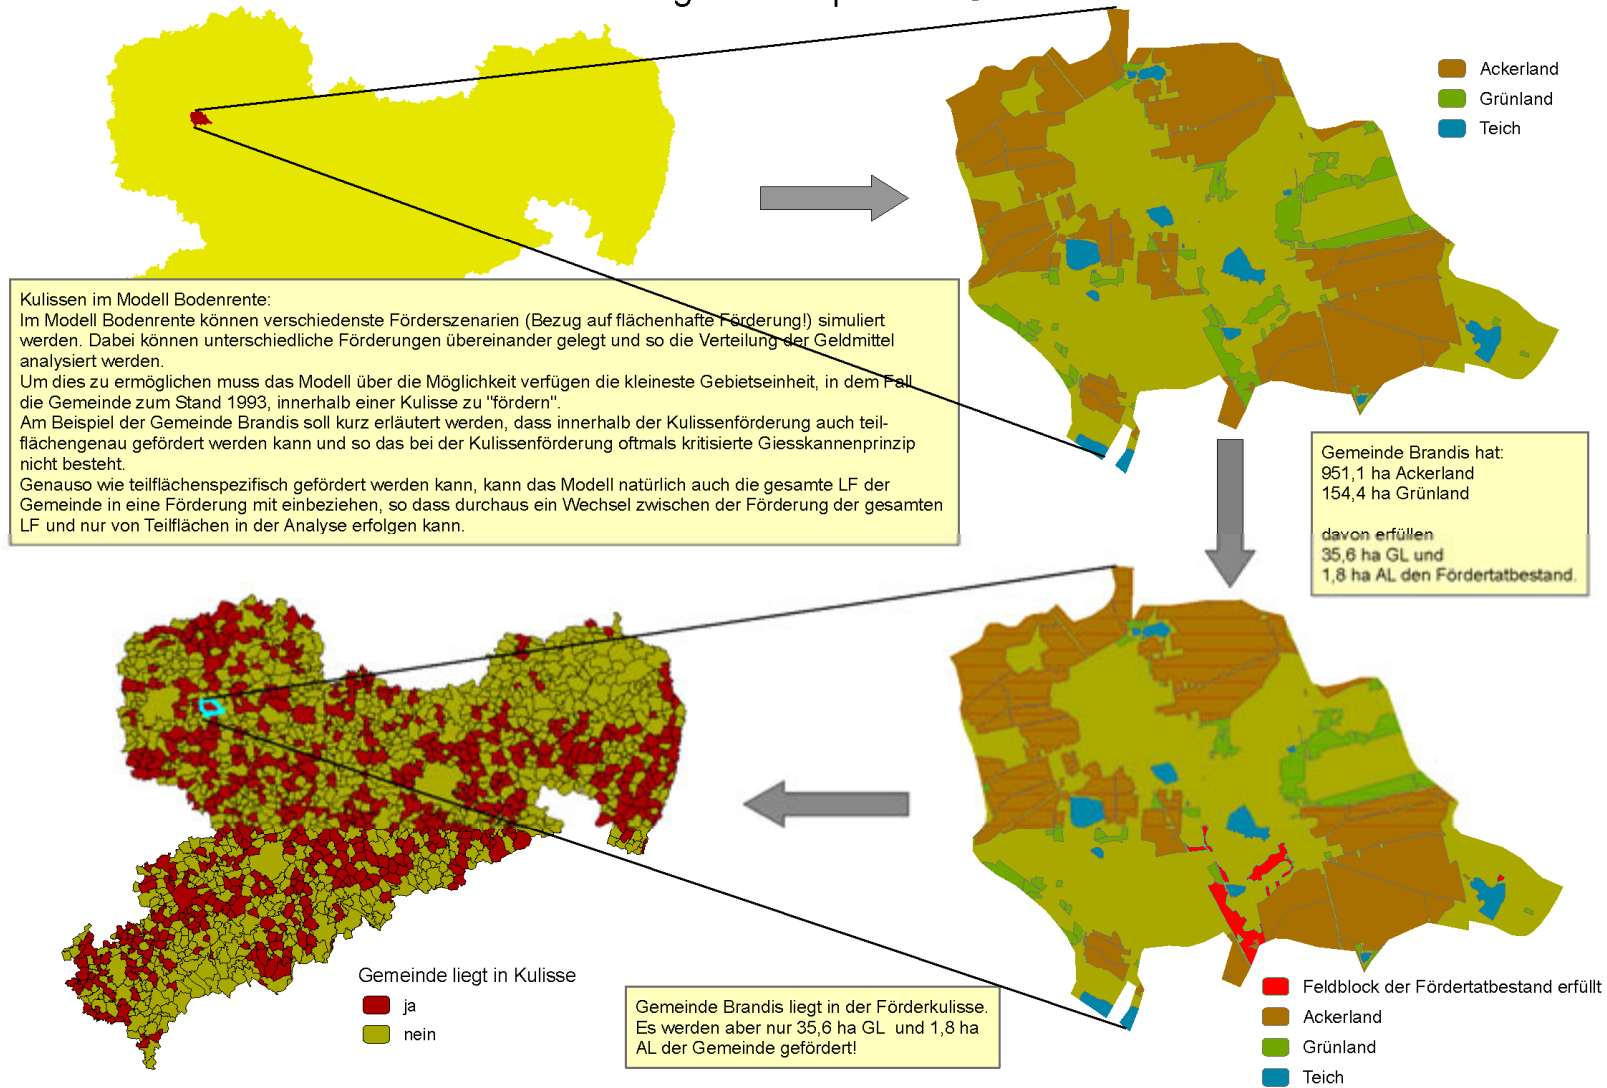 Ackerland
Grünland
Teich
Kulissen im Modell Bodenrente:
Im Modell Bodenrente können verschiedenste Förderszenarien (Bezug auf flächenhafte Förderung!) simuliert
werden. Dabei können unterschiedliche Förderungen übereinander gelegt und so die Verteilung der Geldmittel
analysiert werden.
Um dies zu ermöglichen muss das Modell über die Möglichkeit verfügen die kleineste Gebietseinheit, in dem Fall
die Gemeinde zum Stand 1993, innerhalb einer Kulisse zu "fördern".
Am Beispiel der Gemeinde Brandis soll kurz erläutert werden, dass innerhalb der Kulissenförderung auch teil-
flächengenau gefördert werden kann und so das bei der Kulissenförderung oftmals kritisierte Giesskannenprinzip
nicht besteht.
Genauso wie teilflächenspezifisch gefördert werden kann, kann das Modell natürlich auch die gesamte LF der
Gemeinde in eine Förderung mit einbeziehen, so dass durchaus ein Wechsel zwischen der Förderung der gesamten
LF und nur von Teilflächen in der Analyse erfolgen kann.
Gemeinde Brandis hat:
951,1 ha Ackerland
154,4 ha Grünland
davon erfüllen
35,6 ha GL und
1,8 ha AL den Fördertatbestand.
Gemeinde liegt in Kulisse
ja
nein
Gemeinde Brandis liegt in der Förderkulisse.
Es werden aber nur 35,6 ha GL und 1,8 ha
AL der Gemeinde gefördert!
Feldblock der Fördertatbestand erfüllt
Ackerland
Grünland
Teich